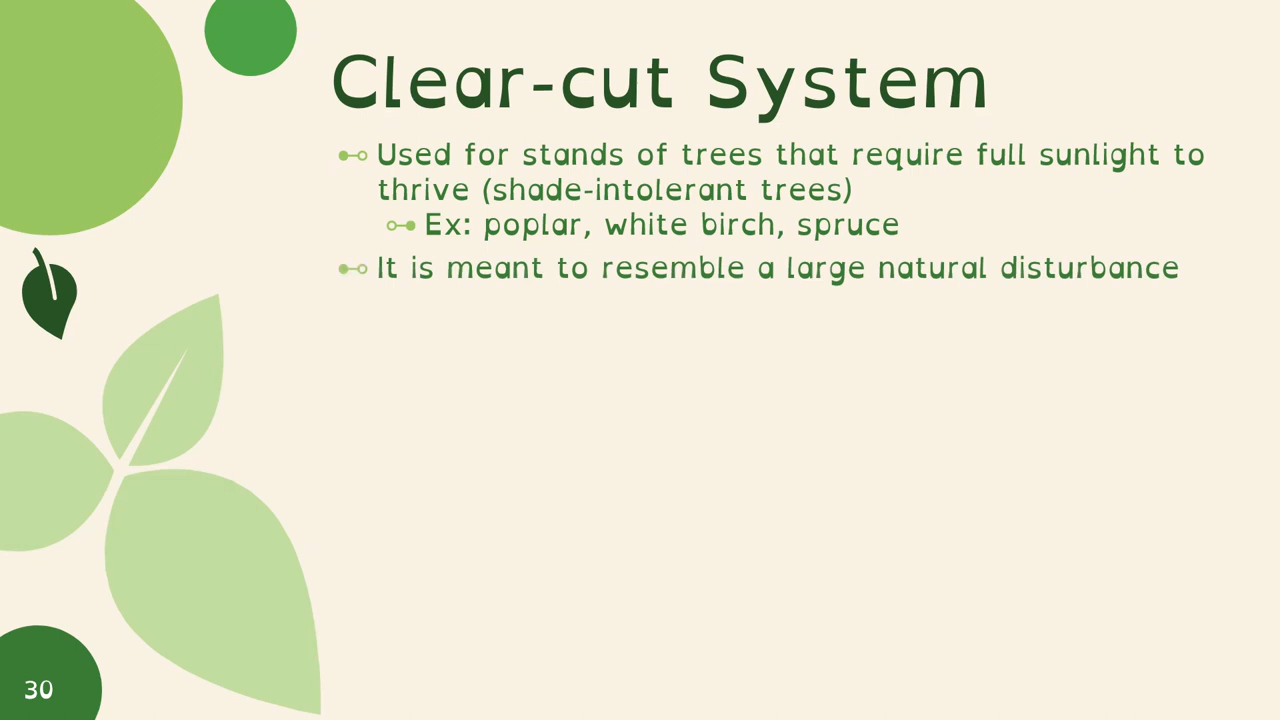 Clear-cut System
Used for stands of trees that require full sunlight to
thrive (shade-intolerant trees)
Ex: poplar, white birch, spruce
It is meant to resemble a large natural disturbance
30